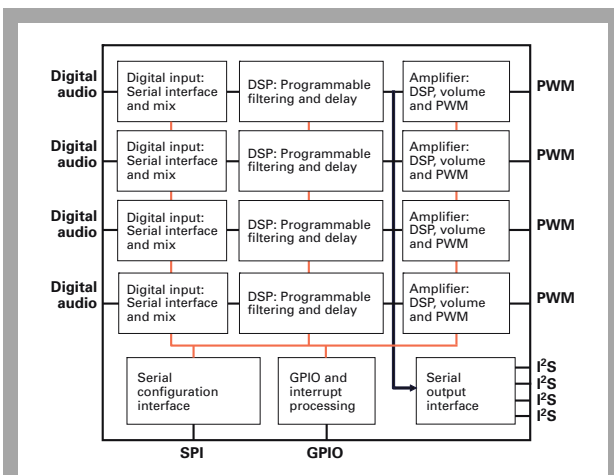 Digital audio
Digital input: Serial interface and mix
DSP: Programmable filtering and delay
Amplifier: DSP, volume and PWM
PWM
Digital audio
Digital input: Serial interface and mix
DSP: Programmable filtering and delay
Amplifier: DSP, volume and PWM
PWM
Digital audio
Digital input: Serial interface and mix
DSP: Programmable filtering and delay
Amplifier: DSP, volume and PWM
PWM
Digital audio
Digital input: Serial interface and mix
DSP: Programmable filtering and delay
Amplifier: DSP, volume and PWM
PWM
Serial configuration interface
GPIO and interrupt processing
Serial output interface
I²S
I²S
I²S
I²S
SPI
GPIO